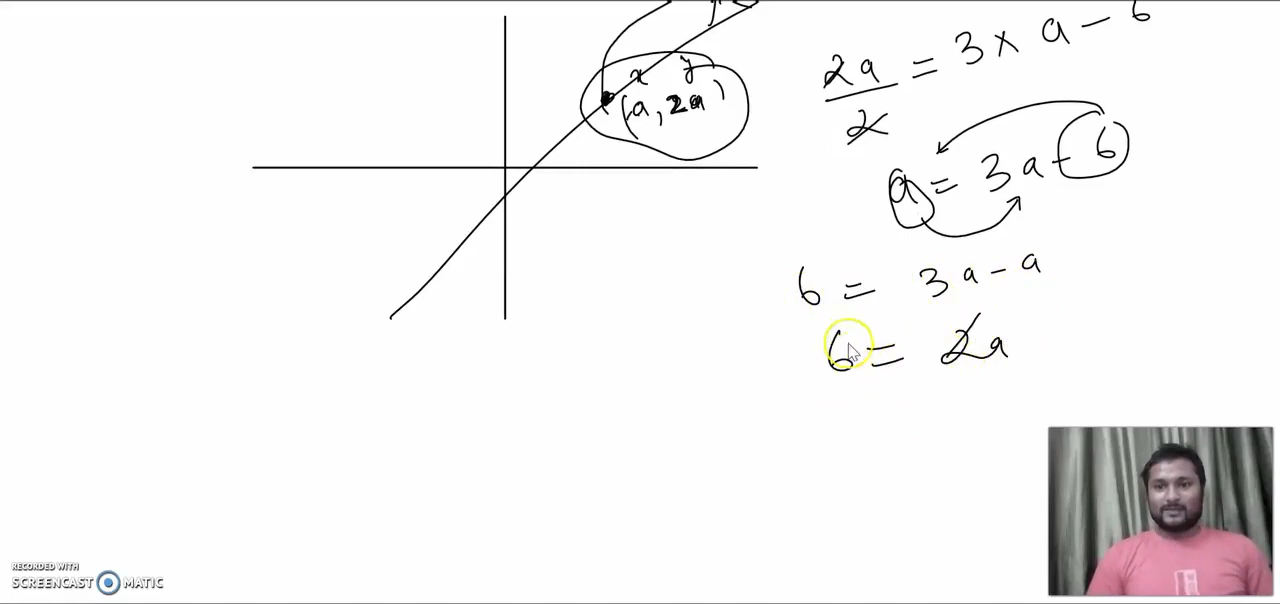 x y
(a, 2a)
2a/2 = 3 × a - 6
a = 3a - 6
6 = 3a - a
6 = 2a
RECORDED WITH
SCREENCAST MATIC